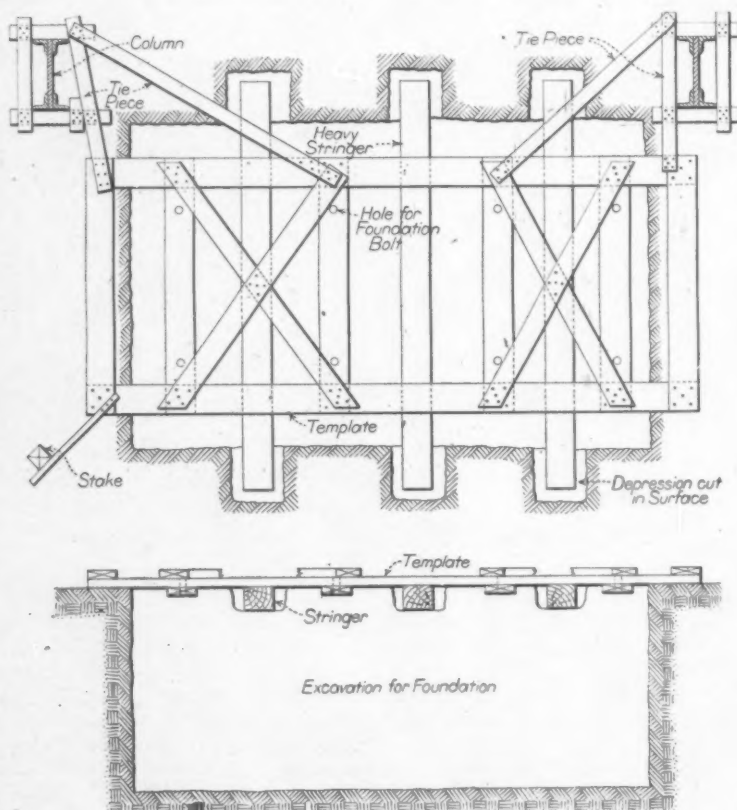 Column
Tie Piece
Tie
Piece
Heavy
Stringer
Hole for
Foundation
Bolt
Template
Stake
Depression cut
in Surface
Template
Stringer
Excavation for Foundation